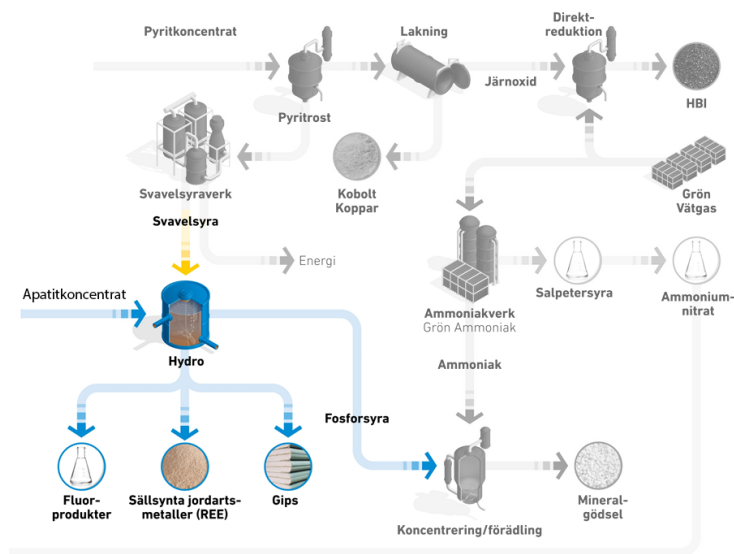 Pyritkoncentrat
Lakning
Direkt-
reduktion
Järnoxid
HBI
Pyritrost
Svavelsyraverk
Kobolt
Koppar
Grön
Vätgas
Svavelsyra
Energi
Salpetersyra
Ammonium-
nitrat
Apatitkoncentrat
Ammoniakverk
Grön Ammoniak
Hydro
Ammoniak
Fosforsyra
Fluor-
produkter
Sällsynta jordarts-
metaller (REE)
Gips
Koncentrering/förädling
Mineral-
gödsel